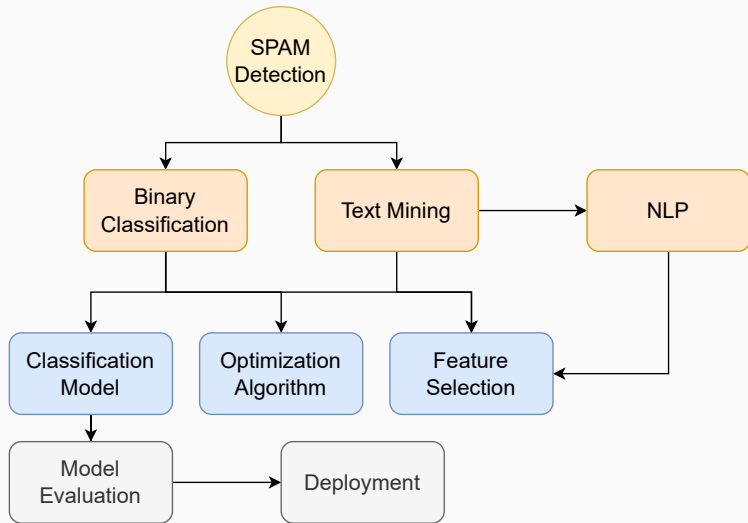 SPAM
Detection
Binary
Classification
Text Mining
NLP
Classification
Model
Optimization
Algorithm
Feature
Selection
Model
Evaluation
Deployment